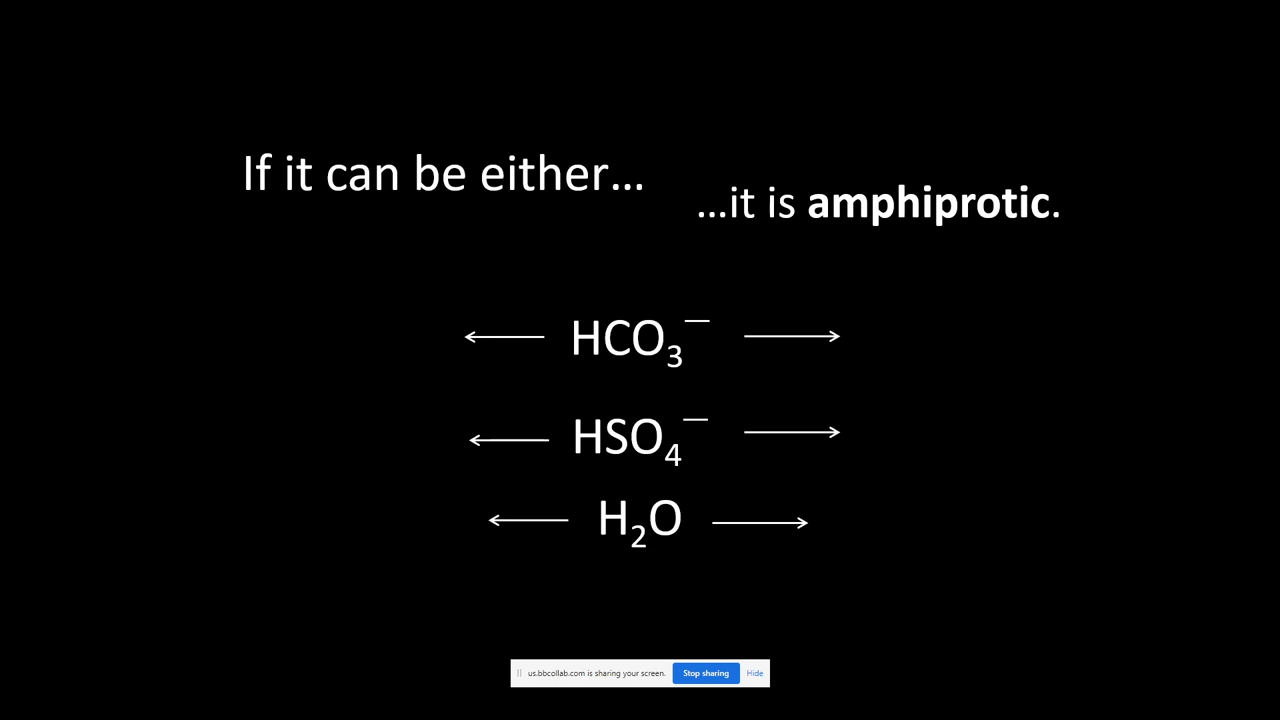 If it can be either...
...it is amphiprotic.
HCO₃⁻
HSO₄⁻
H₂O
us.bbcollab.com is sharing your screen. Stop sharing Hide